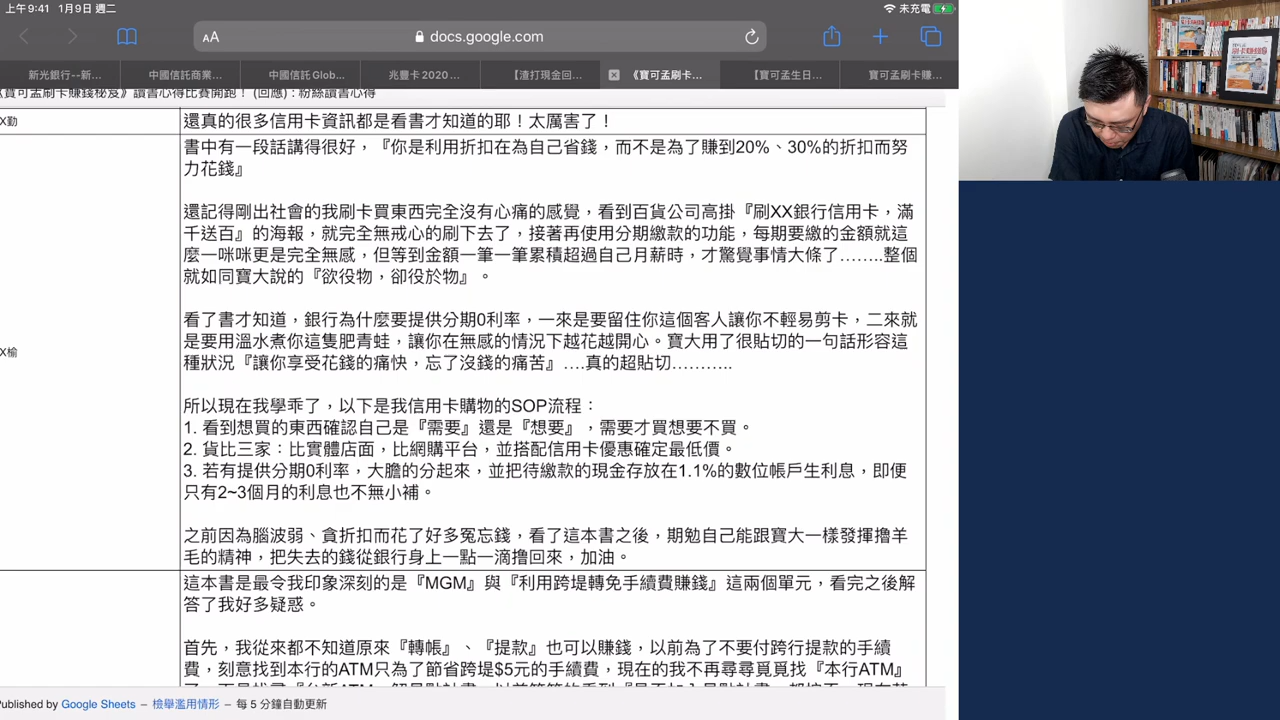 上午9:41 1月9日 週二
未充電
AA
docs.google.com
新光銀行--新...
中國信託商業...
中國信託 Glob...
兆豐卡 2020 ...
【渣打現金回...
《寶可孟刷卡...
【寶可孟生日...
寶可孟刷卡賺...
《寶可孟刷卡賺錢秘笈》讀書心得比賽開跑！ (回應) : 粉絲讀書心得
X勤
還真的很多信用卡資訊都是看書才知道的耶！太厲害了！
書中有一段話講得很好，『你是利用折扣在為自己省錢，而不是為了賺到20%、30%的折扣而努
力花錢』
還記得剛出社會的我刷卡買東西完全沒有心痛的感覺，看到百貨公司高掛『刷XX銀行信用卡，滿
千送百』的海報，就完全無戒心的刷下去了，接著再使用分期繳款的功能，每期要繳的金額就這
麼一咪咪更是完全無感，但等到金額一筆一筆累積超過自己月薪時，才驚覺事情大條了……..整個
就如同寶大說的『欲役物，卻役於物』。
看了書才知道，銀行為什麼要提供分期0利率，一來是要留住你這個客人讓你不輕易剪卡，二來就
是要用溫水煮你這隻肥青蛙，讓你在無感的情況下越花越開心。寶大用了很貼切的一句話形容這
種狀況『讓你享受花錢的痛快，忘了沒錢的痛苦』….真的超貼切………..
X榆
所以現在我學乖了，以下是我信用卡購物的SOP流程：
1. 看到想買的東西確認自己是『需要』還是『想要』，需要才買想要不買。
2. 貨比三家：比實體店面，比網購平台，並搭配信用卡優惠確定最低價。
3. 若有提供分期0利率，大膽的分起來，並把待繳款的現金存放在1.1%的數位帳戶生利息，即便
只有2~3個月的利息也不無小補。
之前因為腦波弱、貪折扣而花了好多冤忘錢，看了這本書之後，期勉自己能跟寶大一樣發揮擼羊
毛的精神，把失去的錢從銀行身上一點一滴擼回來，加油。
這本書是最令我印象深刻的是『MGM』與『利用跨堤轉免手續費賺錢』這兩個單元，看完之後解
答了我好多疑惑。
首先，我從來都不知道原來『轉帳』、『提款』也可以賺錢，以前為了不要付跨行提款的手續
費，刻意找到本行的ATM只為了節省跨堤$5元的手續費，現在的我不再尋尋覓覓找『本行ATM』
Published by Google Sheets – 檢舉濫用情形 – 每 5 分鐘自動更新